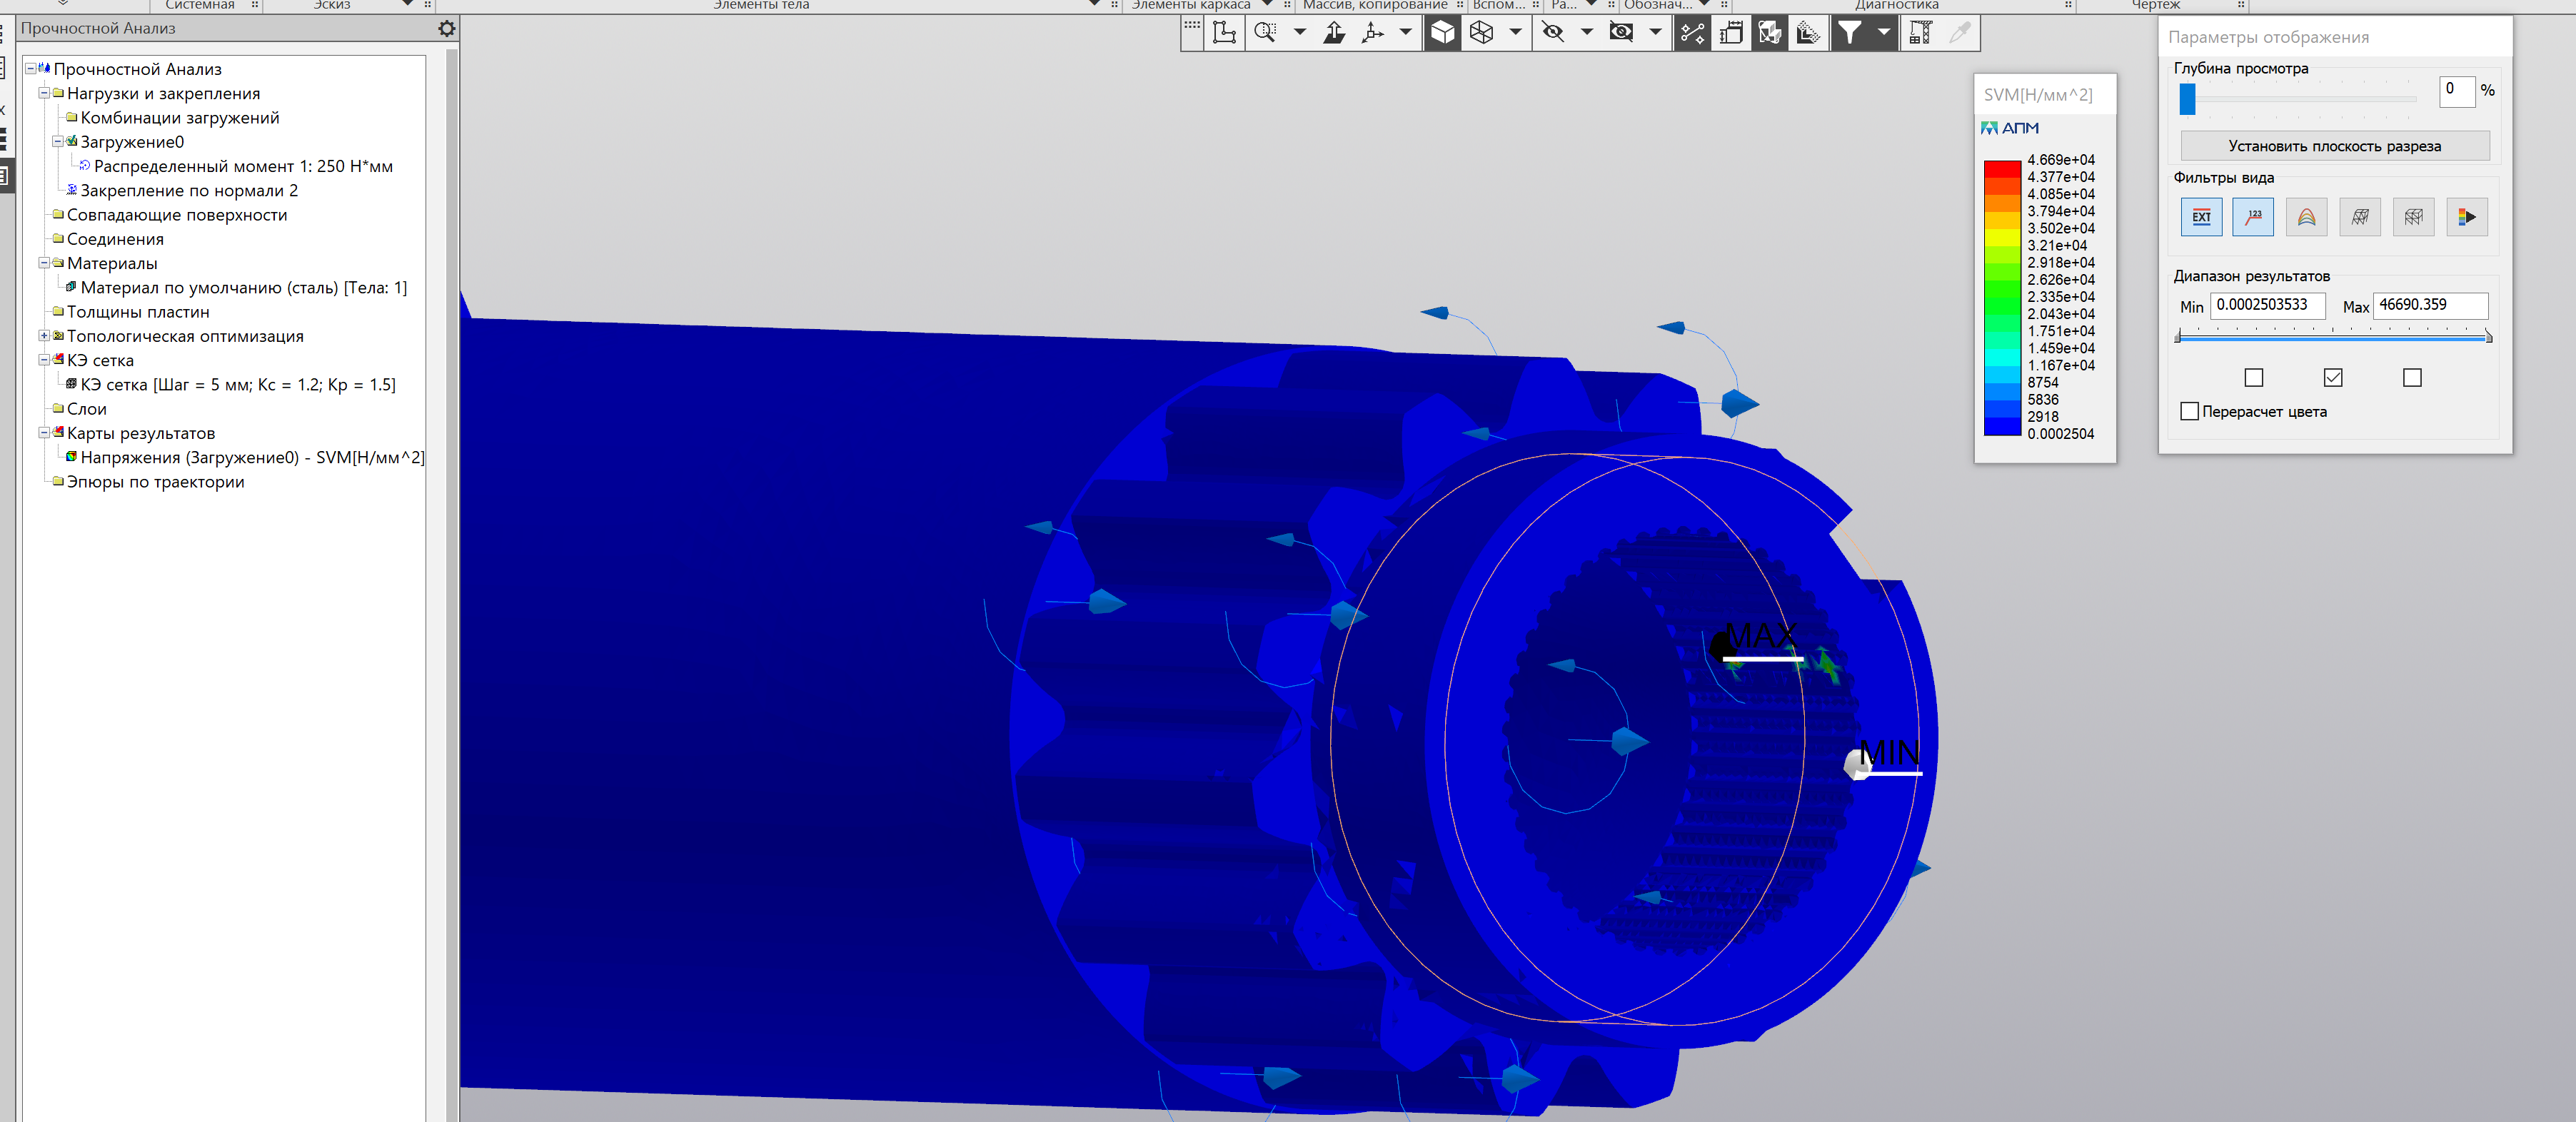 Системная
Эскиз
Элементы тела
Элементы каркаса
Массив, копирование
Вспом...
Ра...
Обознач...
Диагностика
Чертеж
Прочностной Анализ
Прочностной Анализ
Нагрузки и закрепления
Комбинации загружений
Загружение0
Распределенный момент 1: 250 Н*мм
Закрепление по нормали 2
Совпадающие поверхности
Соединения
Материалы
Материал по умолчанию (сталь) [Тела: 1]
Толщины пластин
Топологическая оптимизация
КЭ сетка
КЭ сетка [Шаг = 5 мм; Кс = 1.2; Кр = 1.5]
Слои
Карты результатов
Напряжения (Загружение0) - SVM[Н/мм^2]
Эпюры по траектории
MAX
MIN
SVM[Н/мм^2]
АПМ
4.669e+04
4.377e+04
4.085e+04
3.794e+04
3.502e+04
3.21e+04
2.918e+04
2.626e+04
2.335e+04
2.043e+04
1.751e+04
1.459e+04
1.167e+04
8754
5836
2918
0.0002504
Параметры отображения
Глубина просмотра
0 %
Установить плоскость разреза
Фильтры вида
EXT
123
Диапазон результатов
Min 0.0002503533 Max 46690.359
Перерасчет цвета